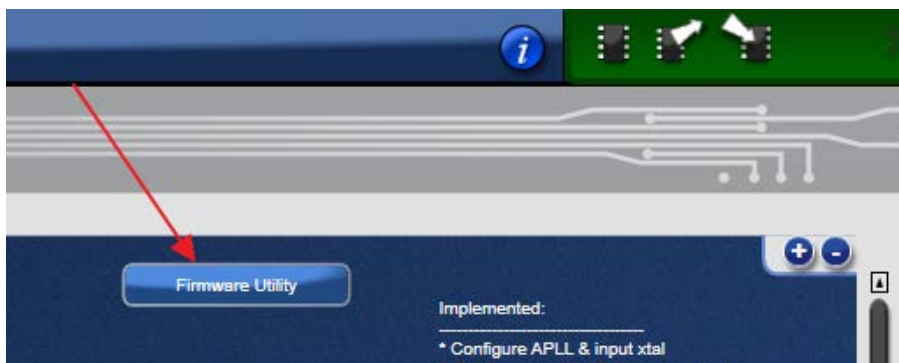 i
+ -
Firmware Utility
Implemented:
------------------------------
* Configure APLL & input xtal